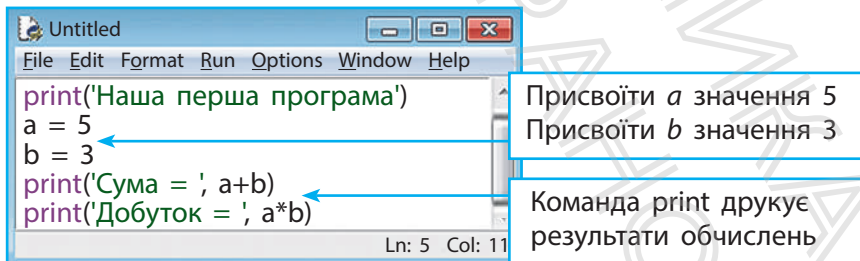 Untitled
File Edit Format Run Options Window Help
print('Наша перша програма')
a = 5
b = 3
print('Сума = ', a+b)
print('Добуток = ', a*b)
Ln: 5 Col: 11
Присвоїти a значення 5
Присвоїти b значення 3
Команда print друкує
результати обчислень